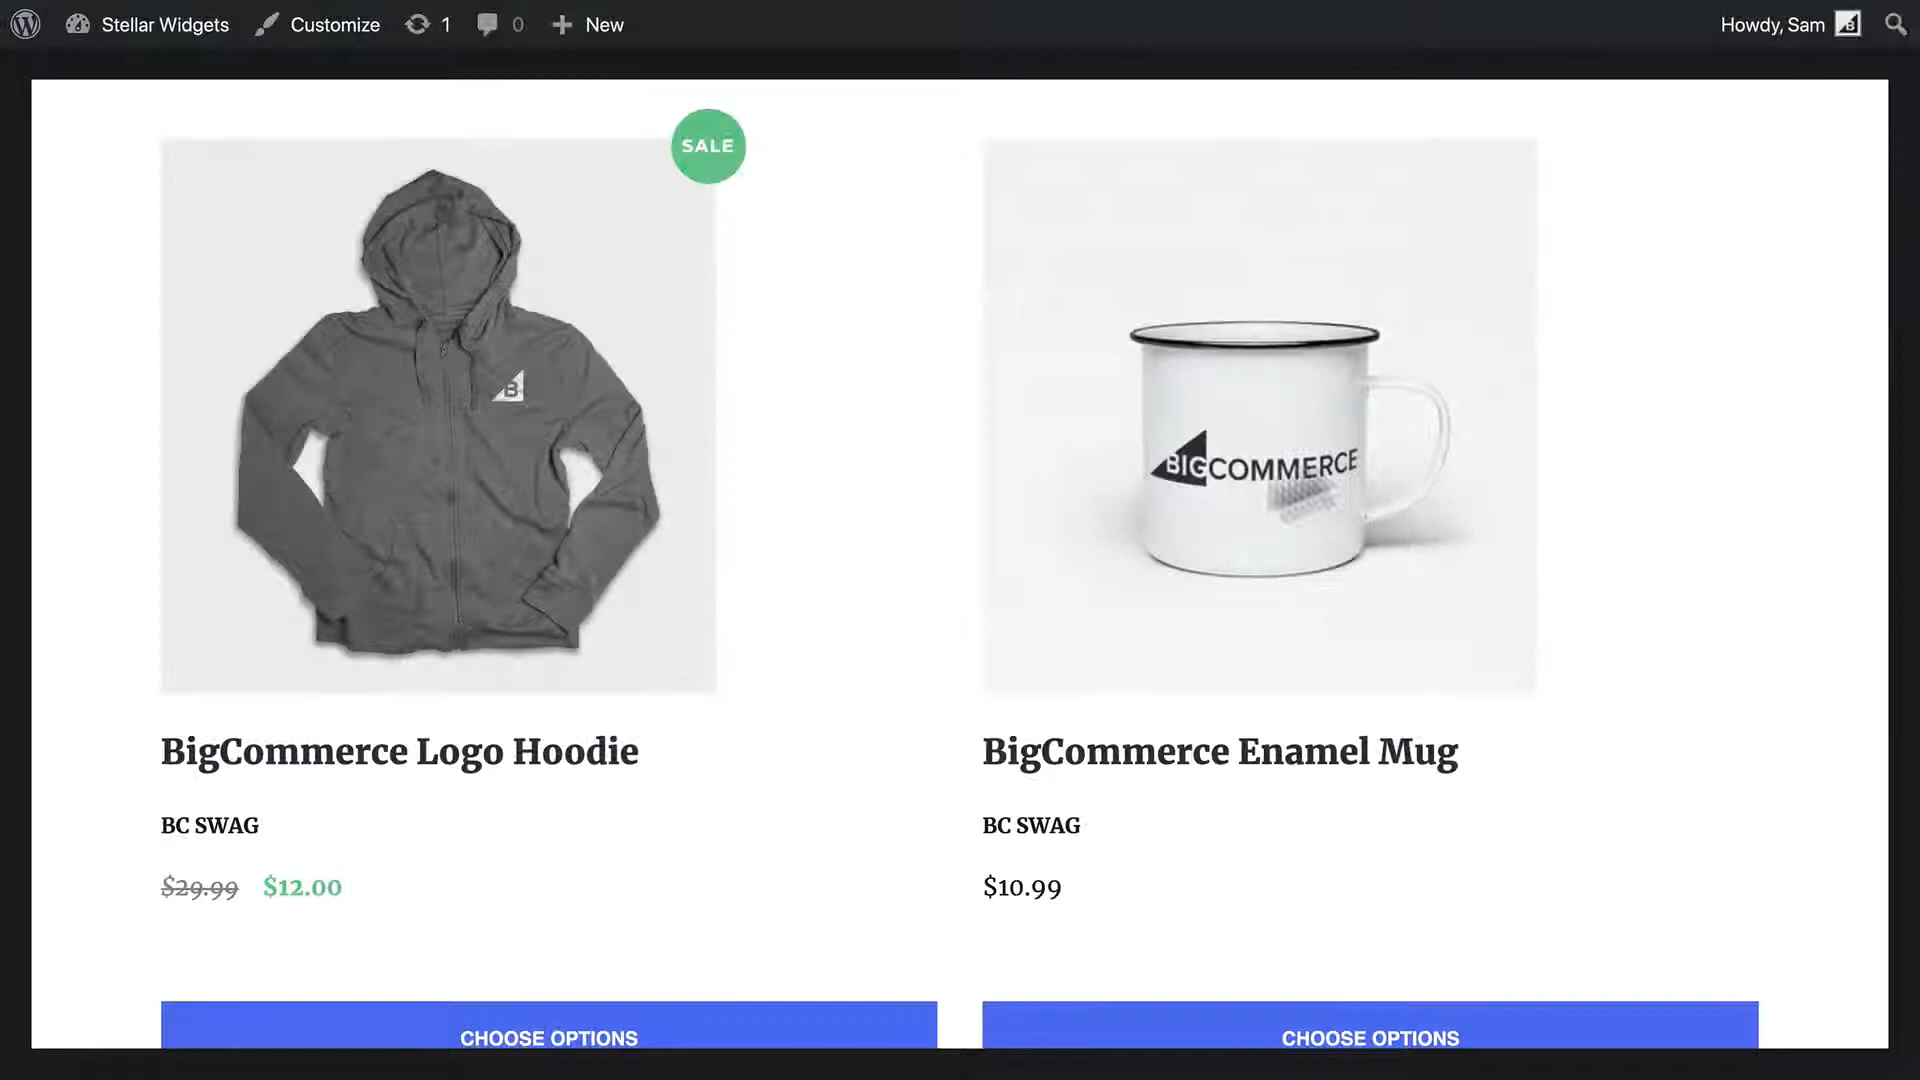 Stellar Widgets Customize 1 0 New Howdy, Sam
SALE
B
BIGCOMMERCE
BigCommerce Logo Hoodie
BigCommerce Enamel Mug
BC SWAG
BC SWAG
$29.99 $12.00
$10.99
CHOOSE OPTIONS
CHOOSE OPTIONS